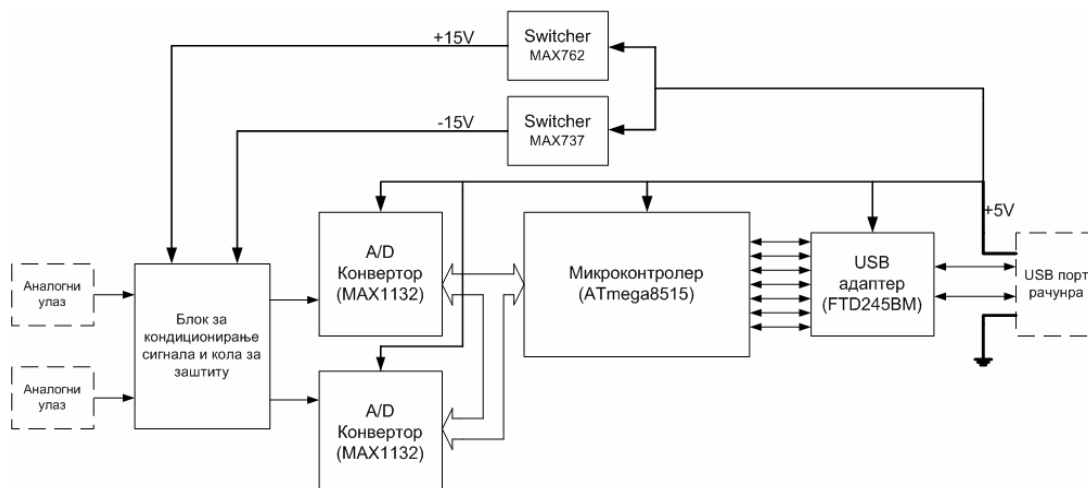 +15V
Switcher
MAX762
-15V
Switcher
MAX737
+5V
A/D
Конвертор
(MAX1132)
Микроконтролер
(ATmega8515)
USB
адаптер
(FTD245BM)
USB порт
рачунра
Аналогни
улаз
Блок за
кондиционирање
сигнала и кола за
заштиту
Аналогни
улаз
A/D
Конвертор
(MAX1132)